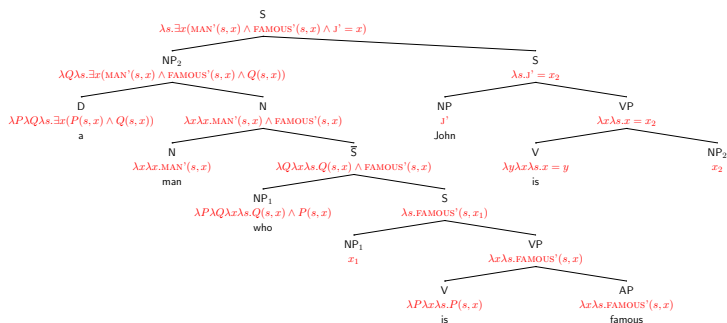 S
λs.∃x(MAN'(s, x) ∧ FAMOUS'(s, x) ∧ J' = x)
NP₂ S
λQλs.∃x(MAN'(s, x) ∧ FAMOUS'(s, x) ∧ Q(s, x)) λs.J' = x₂
D N NP VP
λPλQλs.∃x(P(s, x) ∧ Q(s, x)) λxλx.MAN'(s, x) ∧ FAMOUS'(s, x) J' λxλs.x = x₂
a John
N S̅ V NP₂
λxλx.MAN'(s, x) λQλxλs.Q(s, x) ∧ FAMOUS'(s, x) λyλxλs.x = y x₂
man is
NP₁ S
λPλQλxλs.Q(s, x) ∧ P(s, x) λs.FAMOUS'(s, x₁)
who
NP₁ VP
x₁ λxλs.FAMOUS'(s, x)
V AP
λPλxλs.P(s, x) λxλs.FAMOUS'(s, x)
is famous